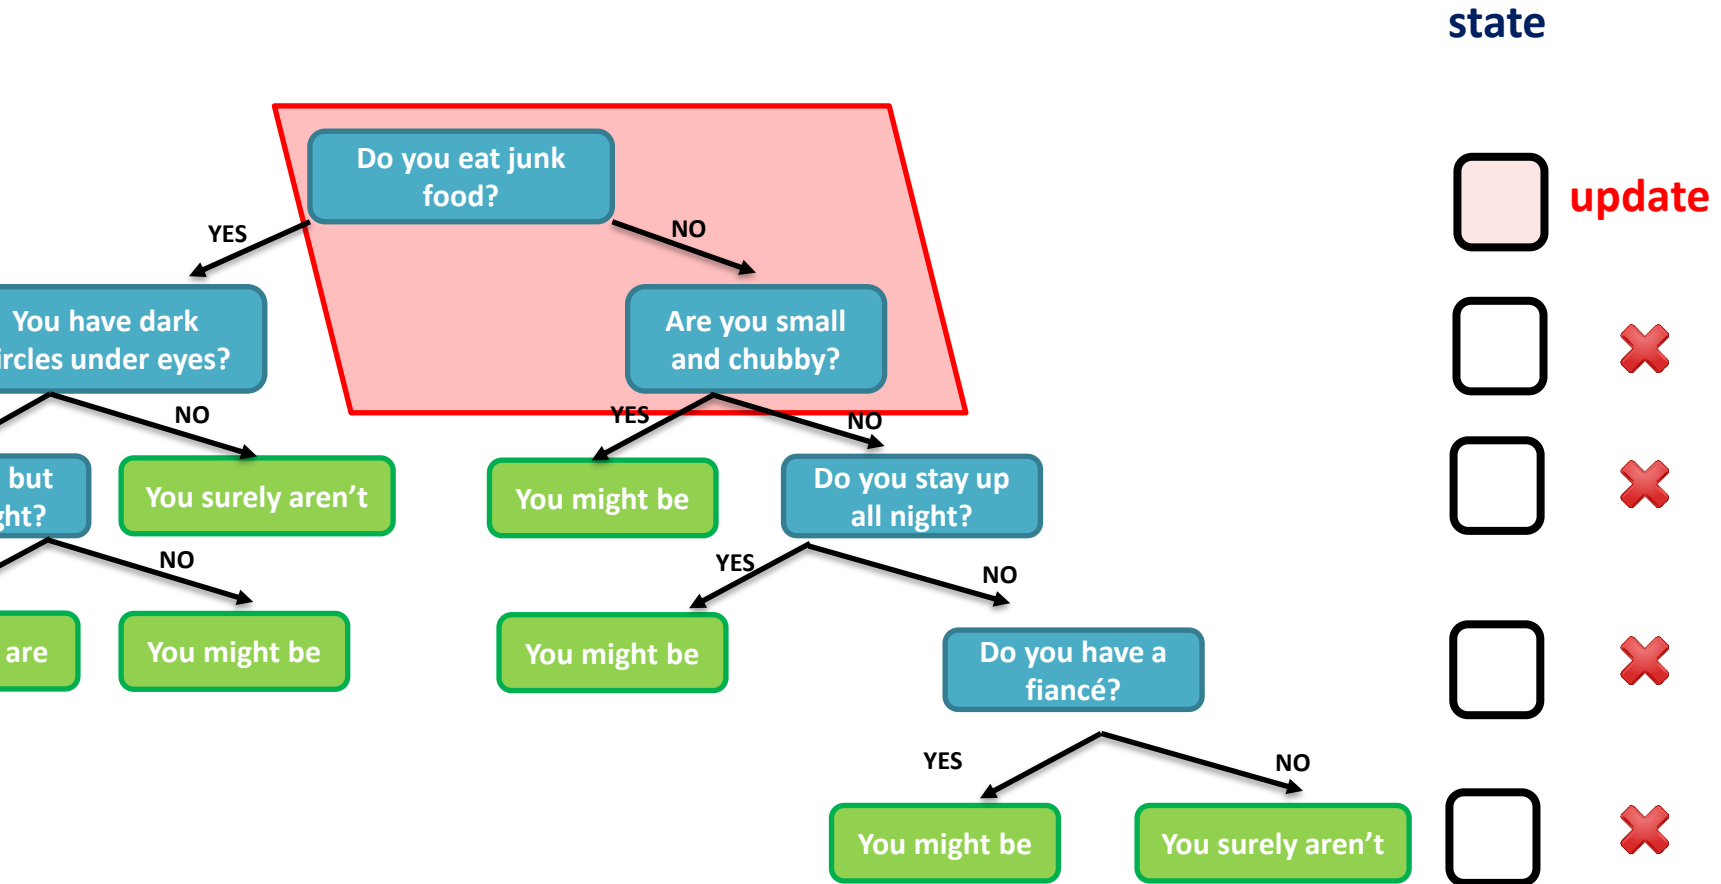 state
Do you eat junk
food?
update
YES
NO
You have dark
ircles under eyes?
Are you small
and chubby?
NO
YES
NO
but
ght?
You surely aren't
You might be
Do you stay up
all night?
NO
YES
NO
are
You might be
You might be
Do you have a
fiancé?
YES
NO
You might be
You surely aren't